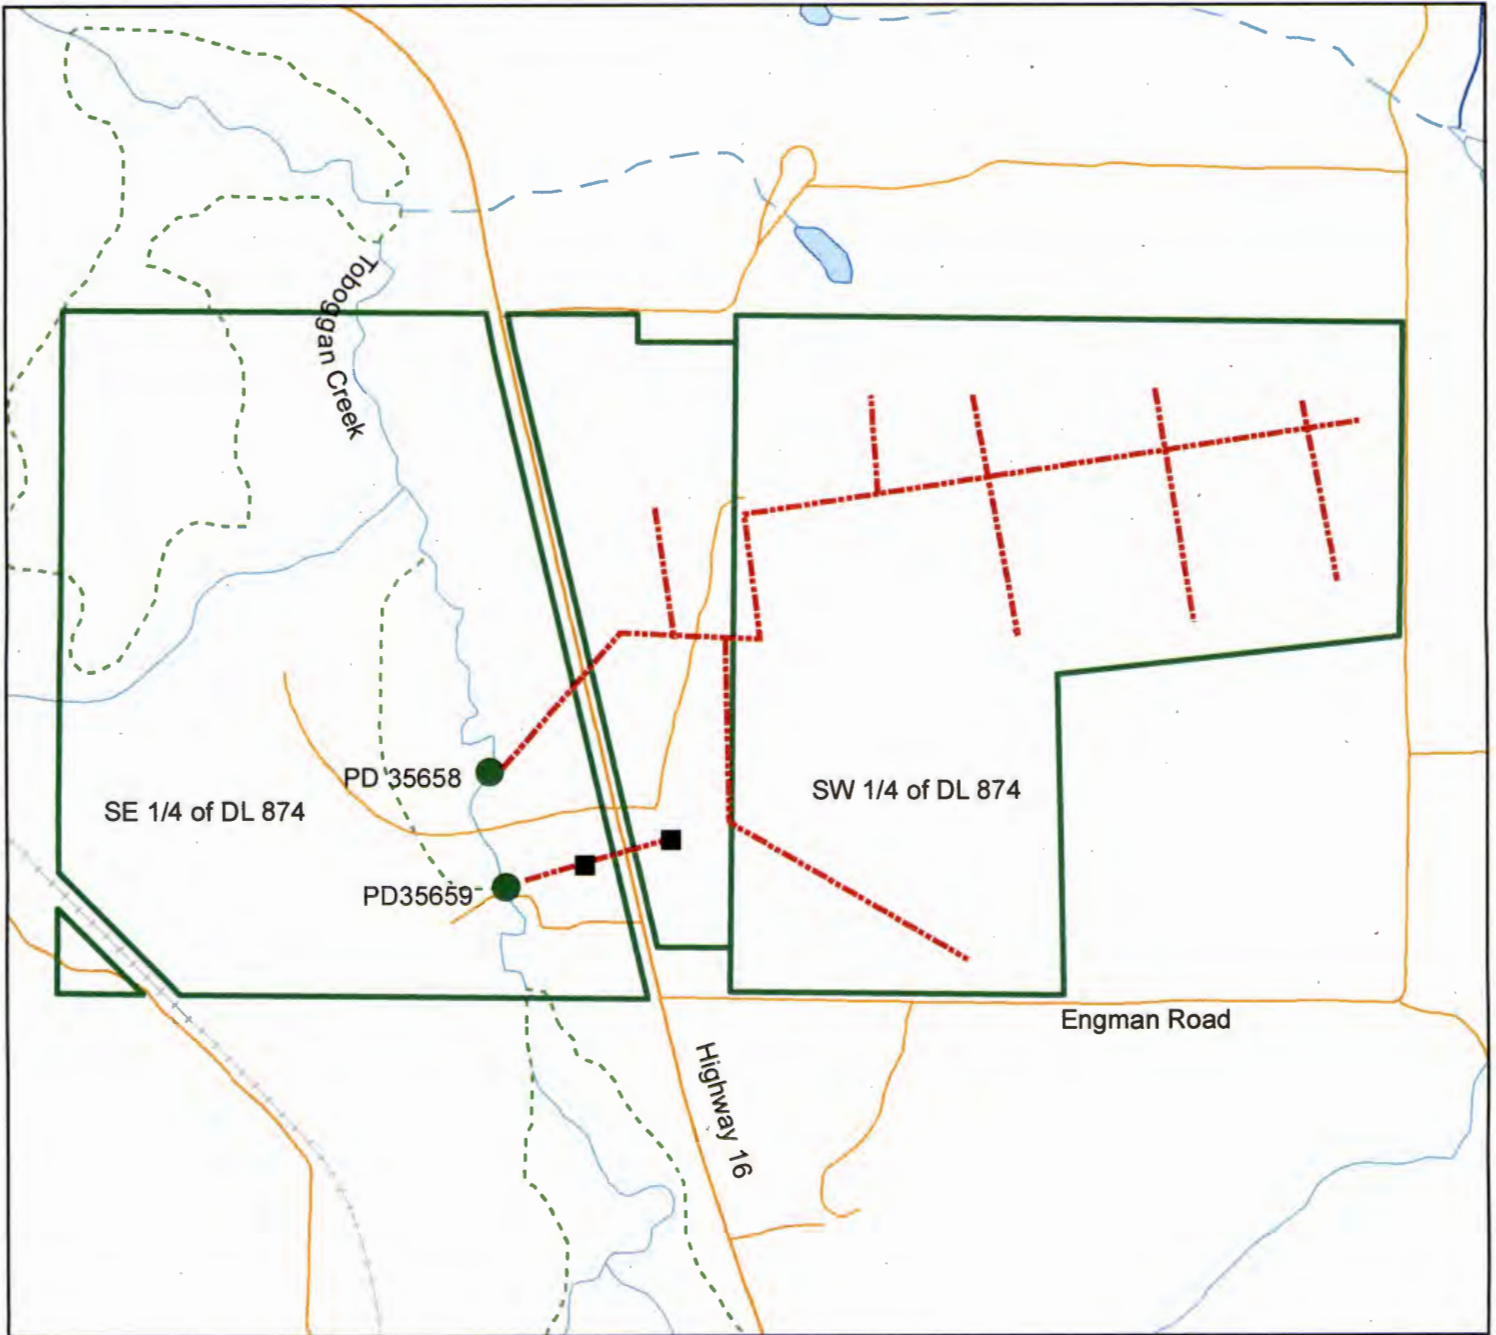 Toboggan Creek
PD 35658
SE 1/4 of DL 874
SW 1/4 of DL 874
PD35659
Engman Road
Highway 16